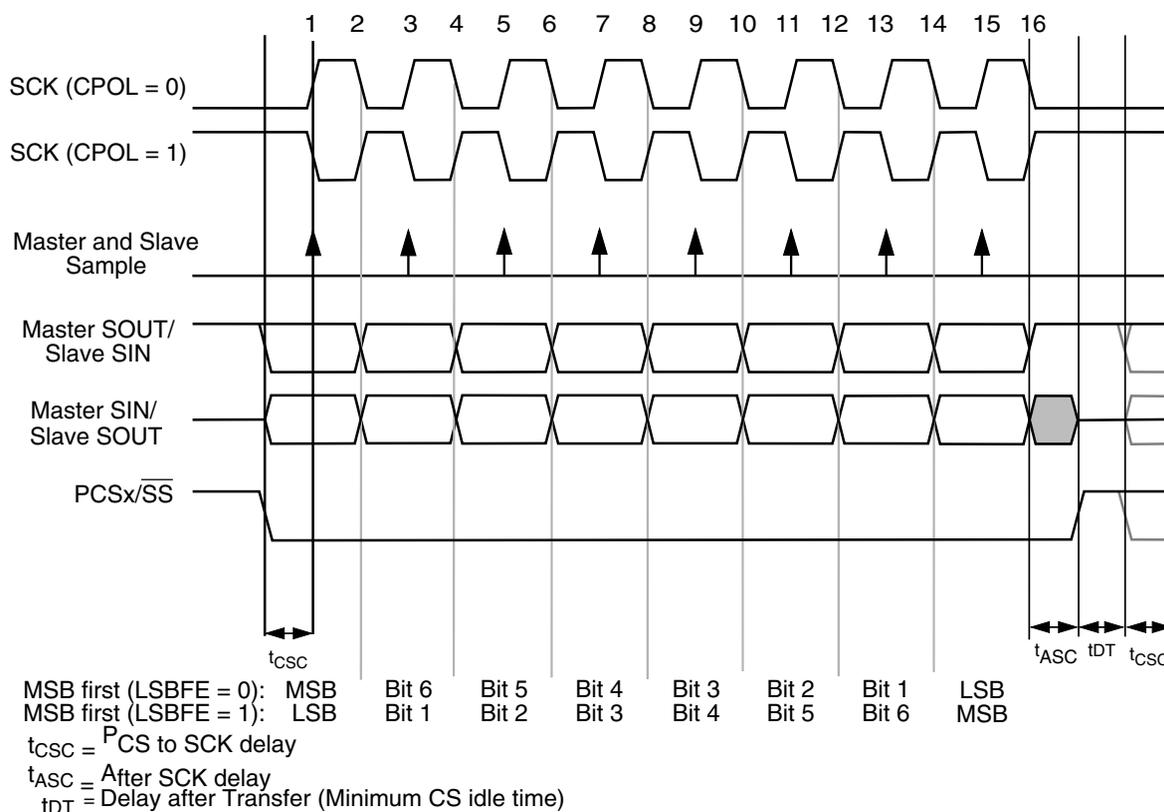 1 2 3 4 5 6 7 8 9 10 11 12 13 14 15 16
SCK (CPOL = 0)
SCK (CPOL = 1)
Master and Slave
Sample
Master SOUT/
Slave SIN
Master SIN/
Slave SOUT
PCSx/SS
tCSC tASC tDT tCSC
MSB first (LSBFE = 0): MSB Bit 6 Bit 5 Bit 4 Bit 3 Bit 2 Bit 1 LSB
MSB first (LSBFE = 1): LSB Bit 1 Bit 2 Bit 3 Bit 4 Bit 5 Bit 6 MSB
tCSC = PCS to SCK delay
tASC = After SCK delay
tDT = Delay after Transfer (Minimum CS idle time)